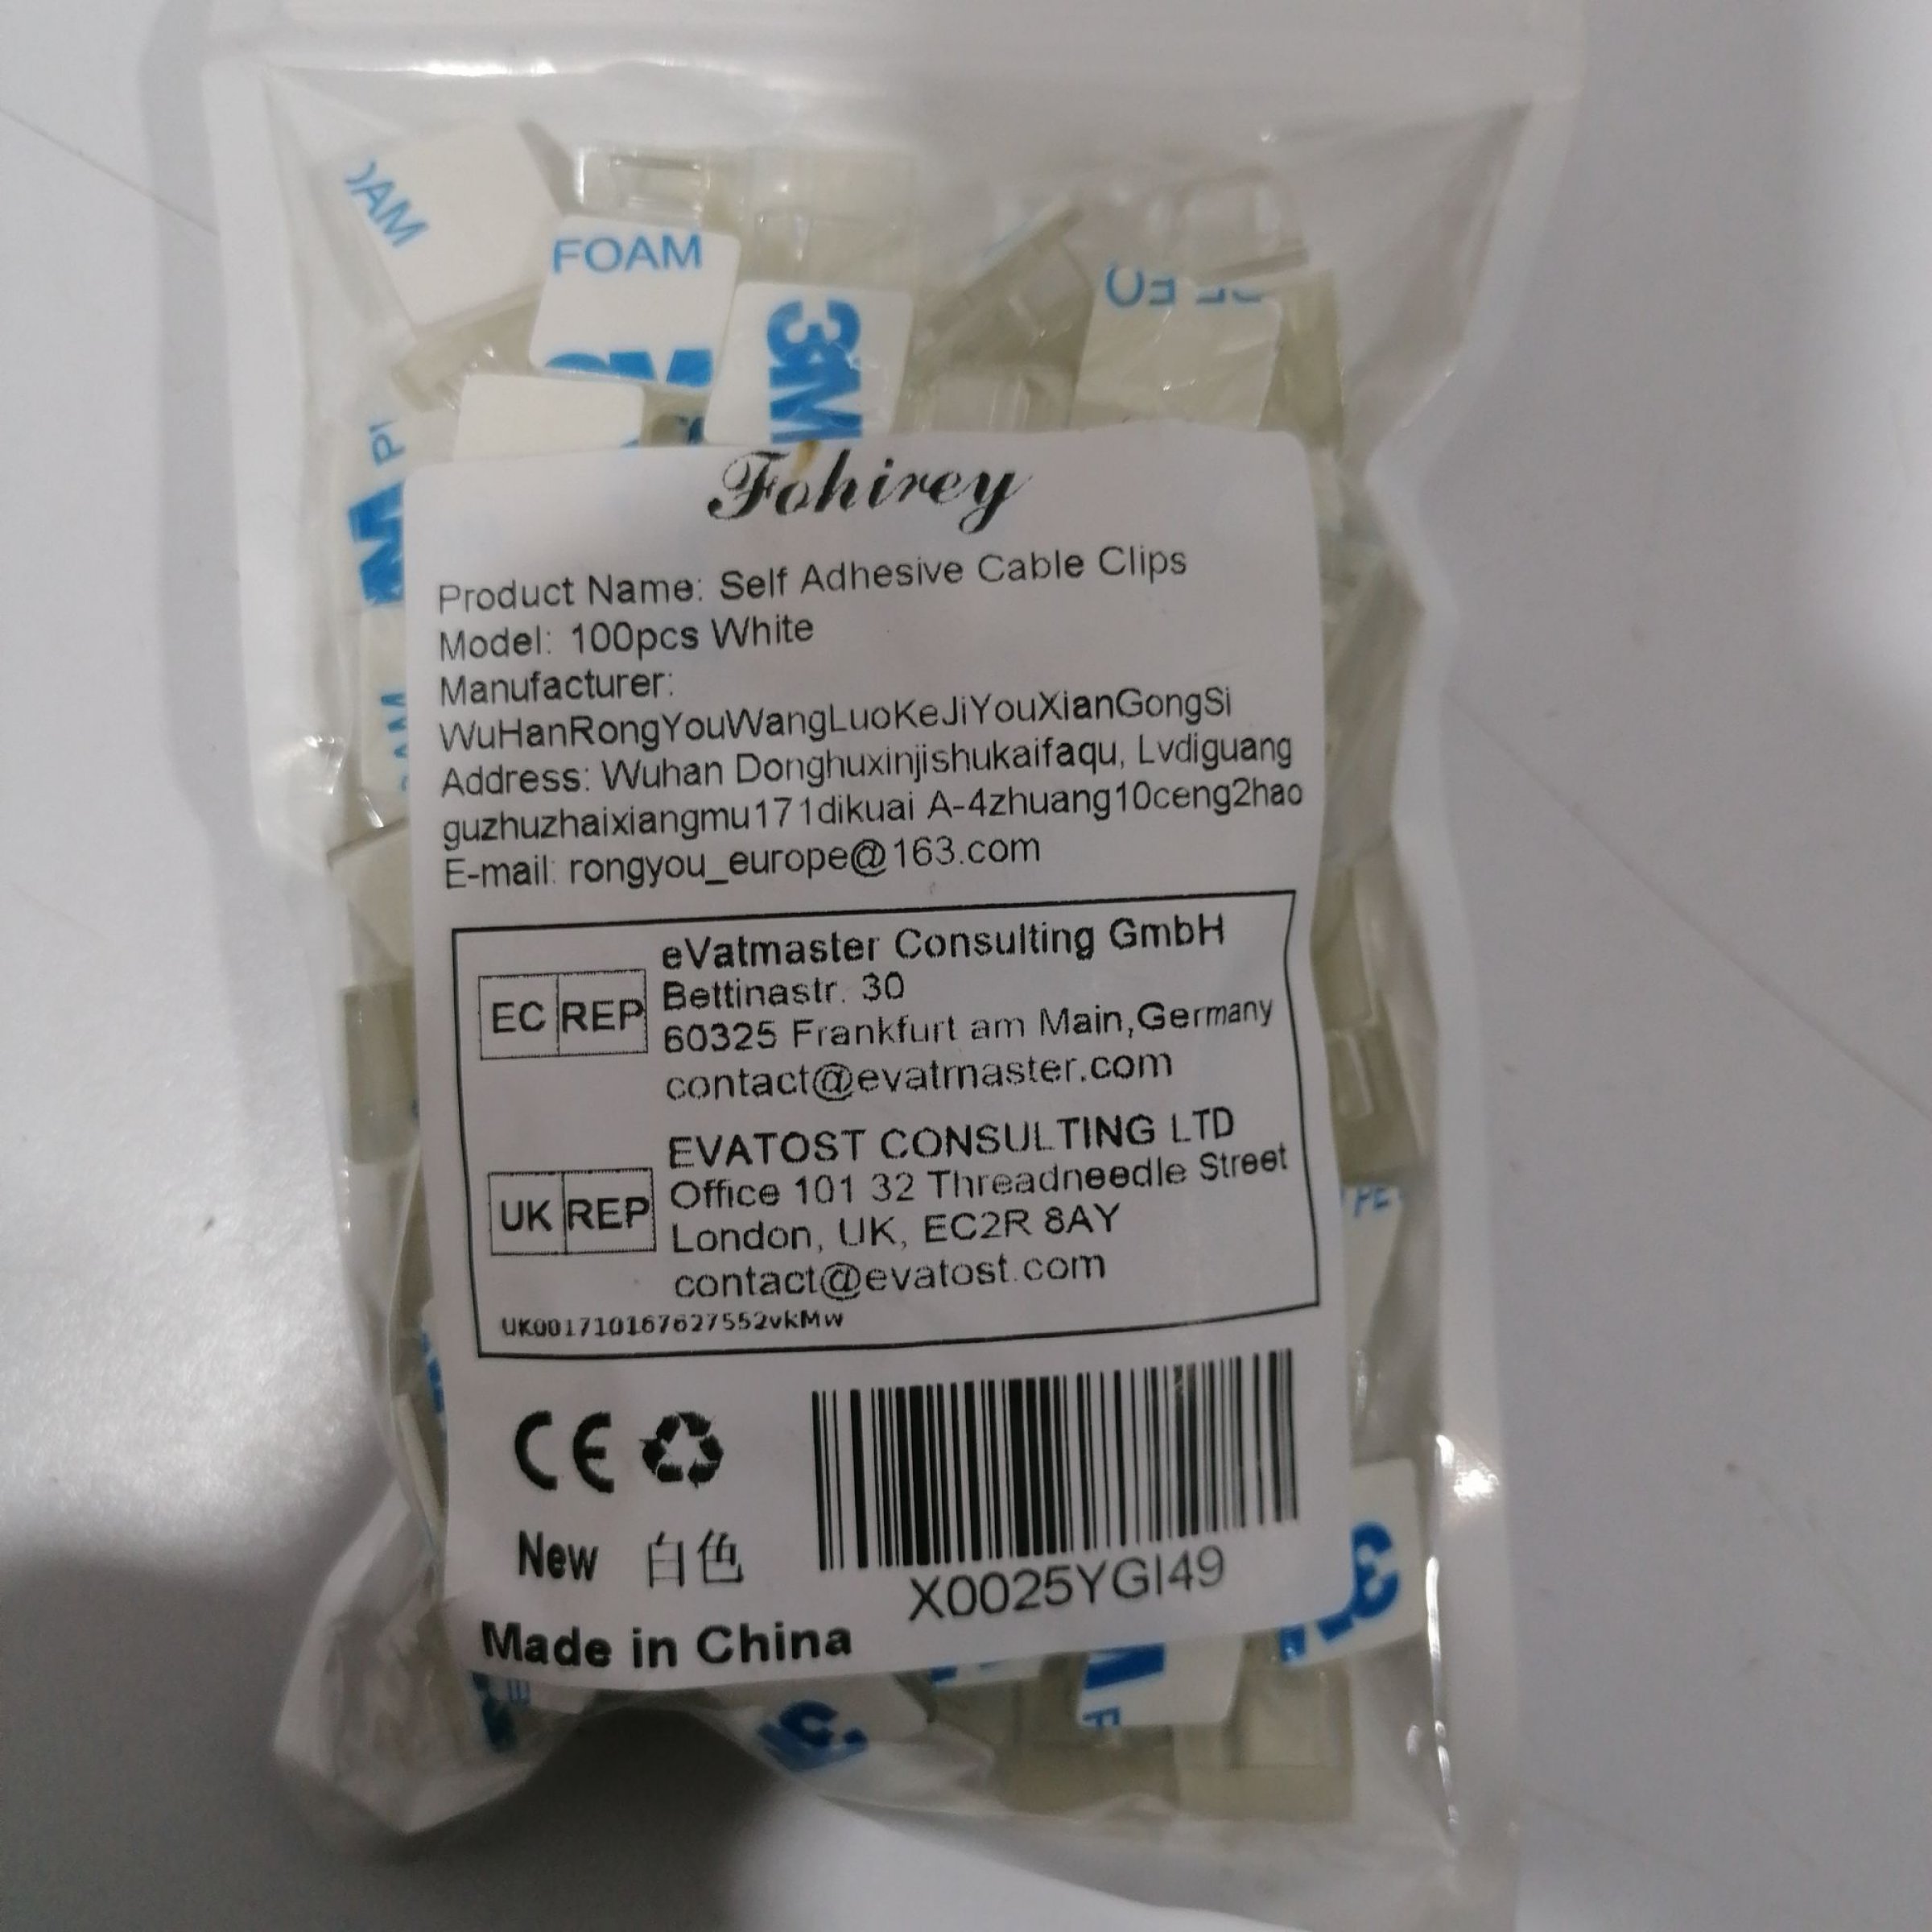 FOAM
3M
Fohirey
Product Name: Self Adhesive Cable Clips
Model: 100pcs White
Manufacturer:
WuHanRongYouWangLuoKeJiYouXianGongSi
Address: Wuhan Donghuxinjishukaifaqu, Lvdiguang
guzhuzhaixiangmu171dikuai A-4zhuang10ceng2hao
E-mail: rongyou_europe@163.com
EC REP
eVatmaster Consulting GmbH
Bettinastr. 30
60325 Frankfurt am Main,Germany
contact@evatmaster.com
UK REP
EVATOST CONSULTING LTD
Office 101 32 Threadneedle Street
London, UK, EC2R 8AY
contact@evatost.com
UK001710167627552vkMw
CE
New 白色
X0025YGI49
Made in China